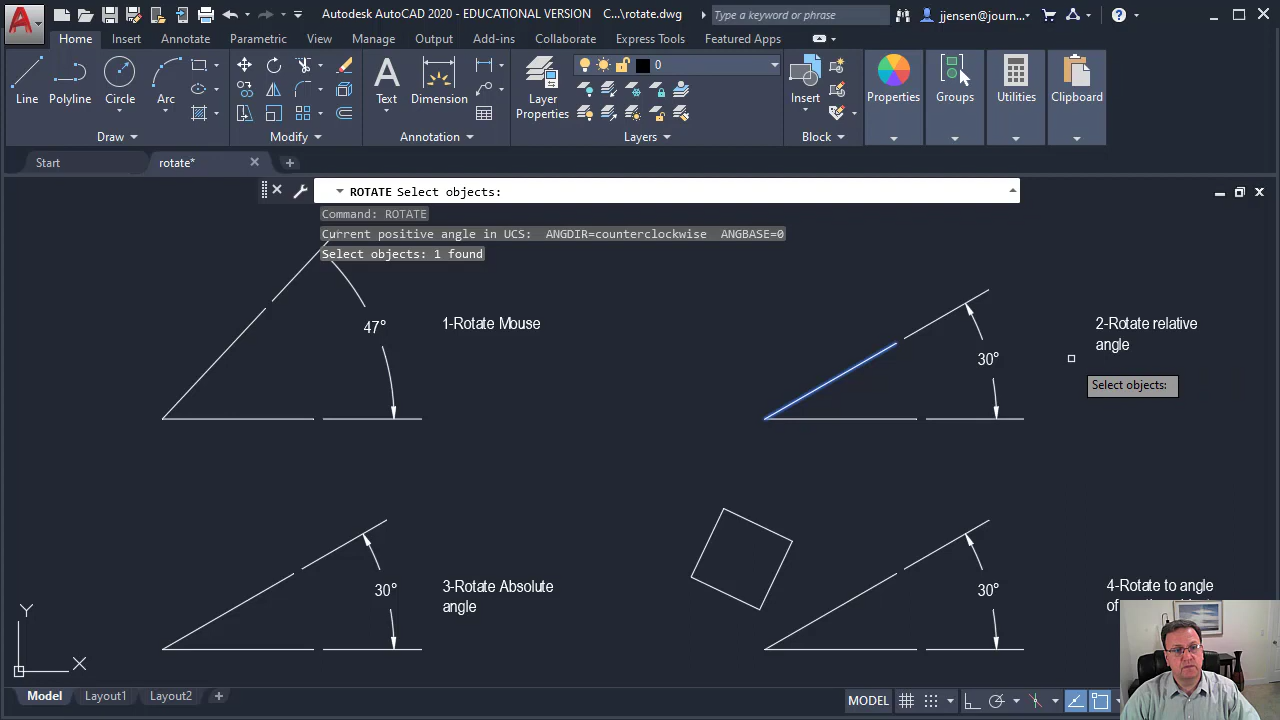 Autodesk AutoCAD 2020 - EDUCATIONAL VERSION C...\rotate.dwg
Type a keyword or phrase
jjensen@journ...
Home Insert Annotate Parametric View Manage Output Add-ins Collaborate Express Tools Featured Apps
0
Line Polyline Circle Arc
Text Dimension
Layer Properties
Insert
Properties Groups Utilities Clipboard
Draw Modify Annotation Layers Block
Start rotate*
ROTATE Select objects:
Command: ROTATE
Current positive angle in UCS: ANGDIR=counterclockwise ANGBASE=0
Select objects: 1 found
47°
1-Rotate Mouse
30°
2-Rotate relative
angle
Select objects:
30°
3-Rotate Absolute
angle
30°
4-Rotate to angle
Y
X
Model Layout1 Layout2
MODEL